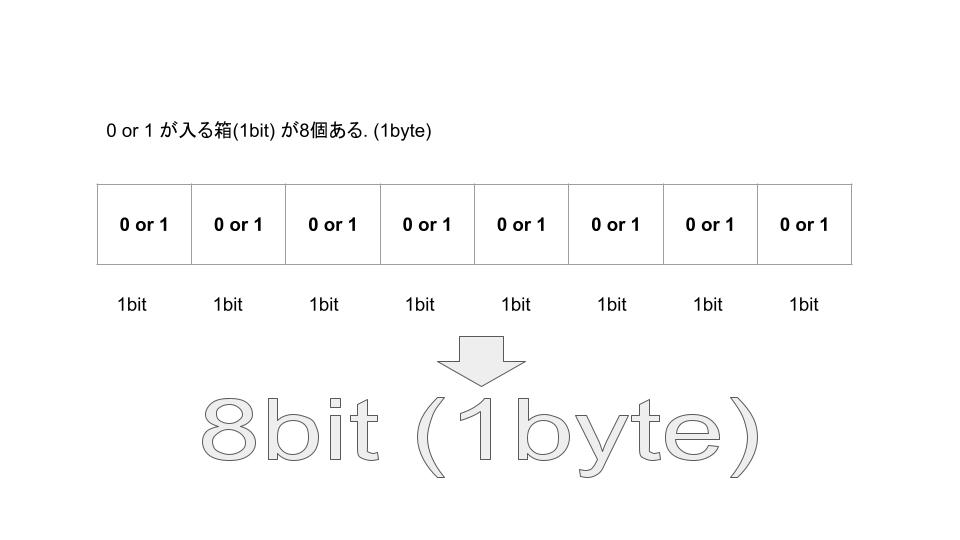 0 or 1 が入る箱(1bit) が8個ある. (1byte)
0 or 1 0 or 1 0 or 1 0 or 1 0 or 1 0 or 1 0 or 1 0 or 1
1bit 1bit 1bit 1bit 1bit 1bit 1bit 1bit
8bit (1byte)